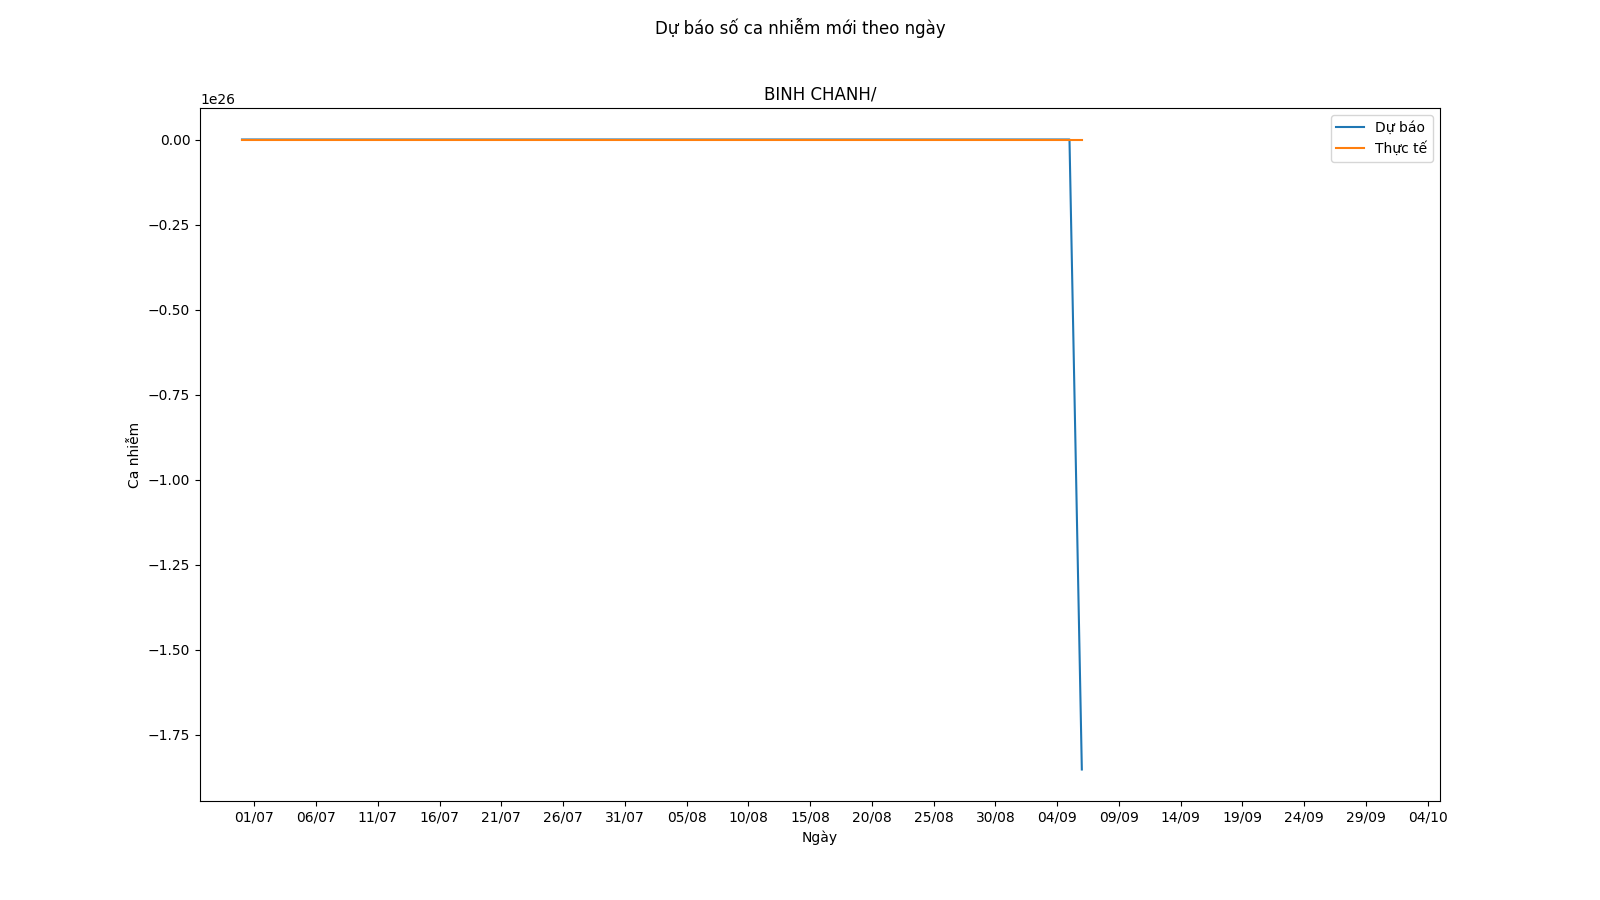 Dự báo số ca nhiễm mới theo ngày
BINH CHANH/
1e26
Dự báo
Thực tế
0.00
−0.25
−0.50
−0.75
−1.00
−1.25
−1.50
−1.75
Ca nhiễm
01/07 06/07 11/07 16/07 21/07 26/07 31/07 05/08 10/08 15/08 20/08 25/08 30/08 04/09 09/09 14/09 19/09 24/09 29/09 04/10
Ngày